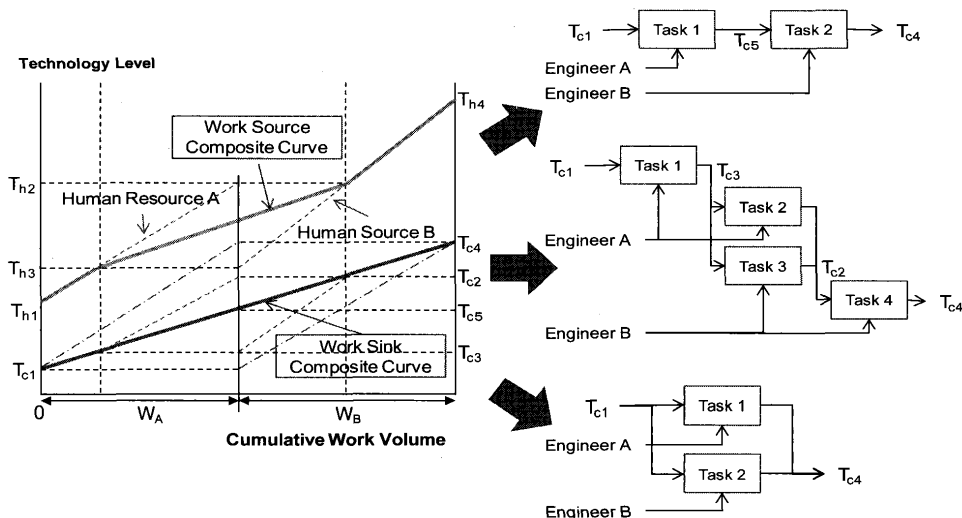 Technology Level
Work Source
Composite Curve
T_h4
T_h2
Human Resource A
Human Source B
T_c4
T_h3
T_c2
T_h1
T_c5
Work Sink
Composite Curve
T_c3
T_c1
0
W_A
W_B
Cumulative Work Volume
T_c1
Task 1
T_c5
Task 2
T_c4
Engineer A
Engineer B
T_c1
Task 1
T_c3
Task 2
Engineer A
Task 3
T_c2
Task 4
T_c4
Engineer B
T_c1
Task 1
Engineer A
Task 2
T_c4
Engineer B